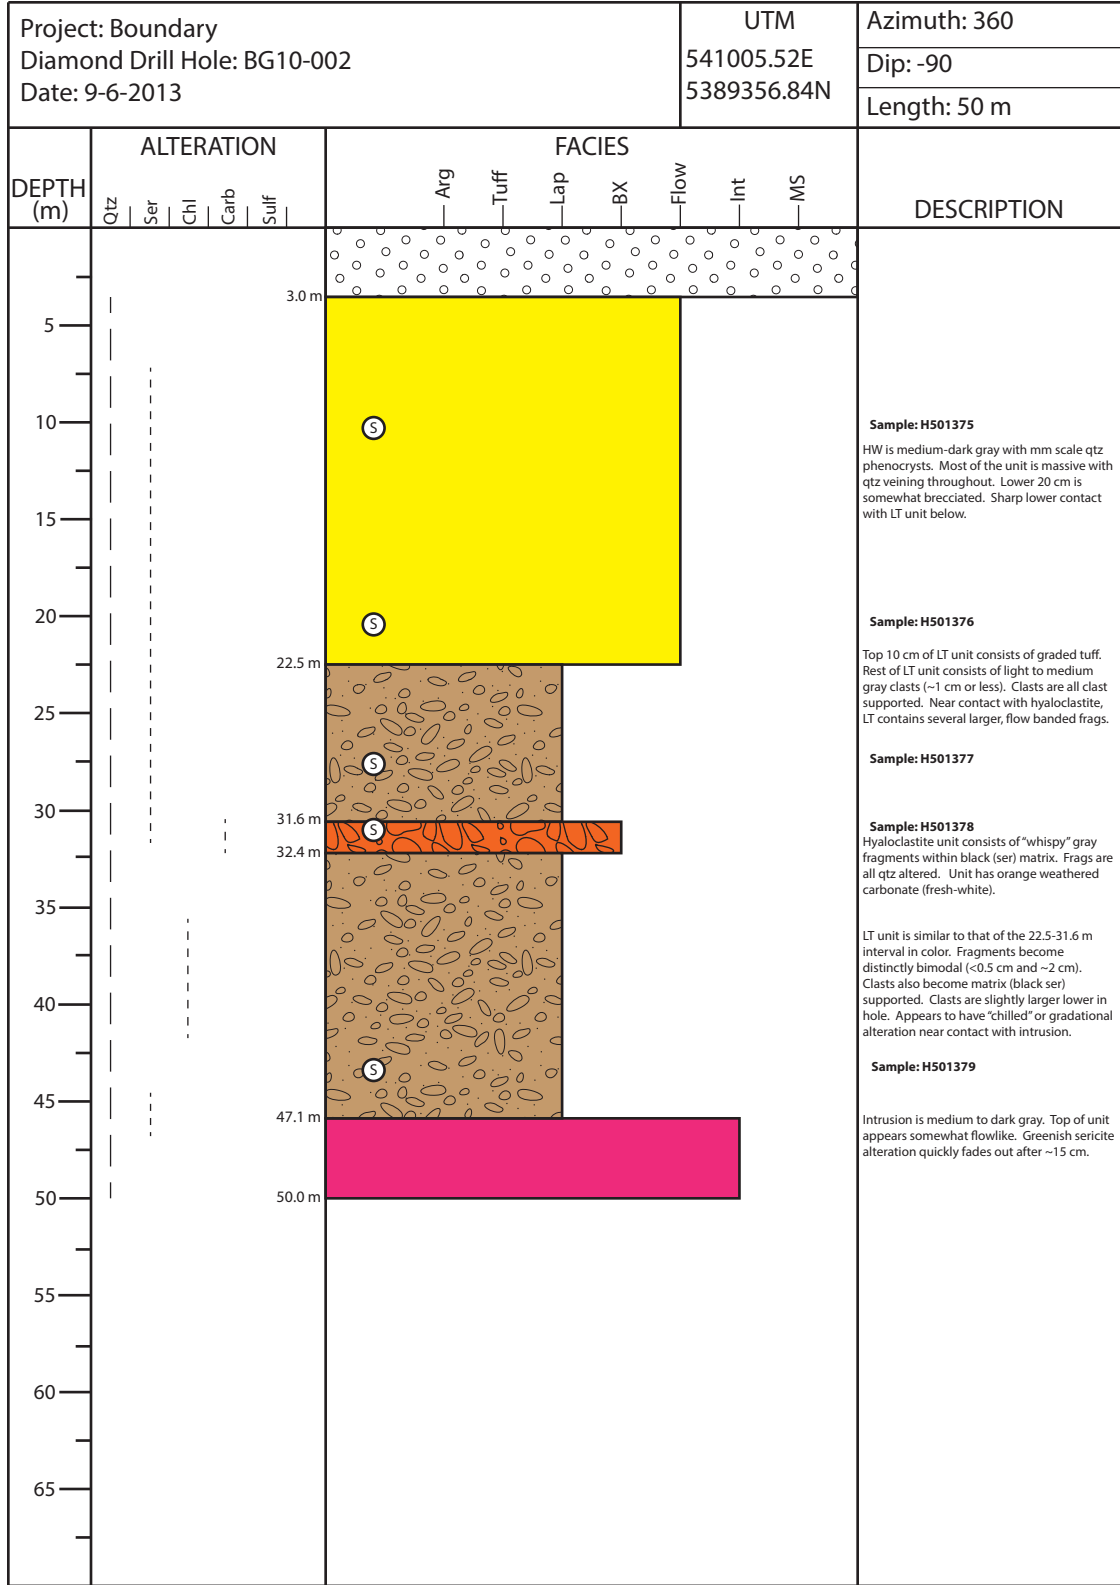 Project: Boundary
Diamond Drill Hole: BG10-002
Date: 9-6-2013
UTM
541005.52E
5389356.84N
Azimuth: 360
Dip: -90
Length: 50 m
DEPTH
(m)
ALTERATION
Qtz
Ser
Chl
Carb
Sulf
FACIES
Arg
Tuff
Lap
BX
Flow
Int
MS
DESCRIPTION
3.0 m
5
10
S
Sample: H501375
HW is medium-dark gray with mm scale qtz
phenocrysts. Most of the unit is massive with
qtz veining throughout. Lower 20 cm is
somewhat brecciated. Sharp lower contact
with LT unit below.
15
20
S
Sample: H501376
22.5 m
Top 10 cm of LT unit consists of graded tuff.
Rest of LT unit consists of light to medium
gray clasts (~1 cm or less). Clasts are all clast
supported. Near contact with hyaloclastite,
LT contains several larger, flow banded frags.
25
S
Sample: H501377
30
31.6 m
S
32.4 m
Sample: H501378
Hyaloclastite unit consists of "whispy" gray
fragments within black (ser) matrix. Frags are
all qtz altered. Unit has orange weathered
carbonate (fresh-white).
35
LT unit is similar to that of the 22.5-31.6 m
interval in color. Fragments become
distinctly bimodal (<0.5 cm and ~2 cm).
Clasts also become matrix (black ser)
supported. Clasts are slightly larger lower in
hole. Appears to have "chilled" or gradational
alteration near contact with intrusion.
40
S
Sample: H501379
45
47.1 m
Intrusion is medium to dark gray. Top of unit
appears somewhat flowlike. Greenish sericite
alteration quickly fades out after ~15 cm.
50
50.0 m
55
60
65